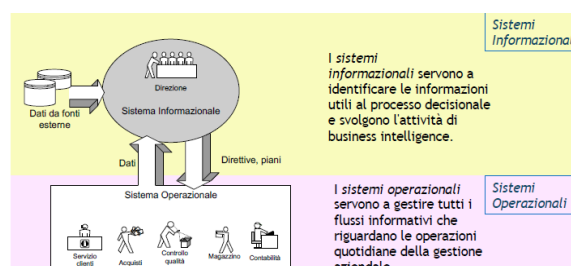 Sistemi
Informazional
Direzione
Sistema Informazionale
Dati da fonti
esterne
I sistemi
informazionali servono a
identificare le informazioni
utili al processo decisionale
e svolgono l'attività di
business intelligence.
Dati
Direttive, piani
Sistema Operazionale
Servizio
clienti
Acquisti
Controllo
qualità
Magazzino
Contabilità
I sistemi operazionali
servono a gestire tutti i
flussi informativi che
riguardano le operazioni
quotidiane della gestione
Sistemi
Operazionali